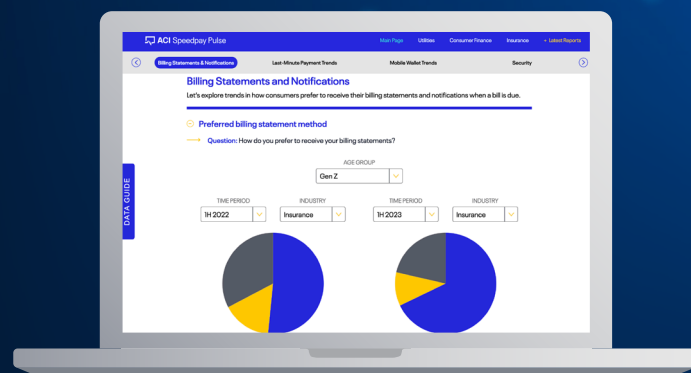 ACI Speedpay Pulse
Main Page Utilities Consumer Finance Insurance + Latest Reports
Billing Statements & Notifications Last-Minute Payment Trends Mobile Wallet Trends Security
Billing Statements and Notifications
Let's explore trends in how consumers prefer to receive their billing statements and notifications when a bill is due.
Preferred billing statement method
Question: How do you prefer to receive your billing statements?
DATA GUIDE
AGE GROUP
Gen Z
TIME PERIOD INDUSTRY TIME PERIOD INDUSTRY
1H 2022 Insurance 1H 2023 Insurance